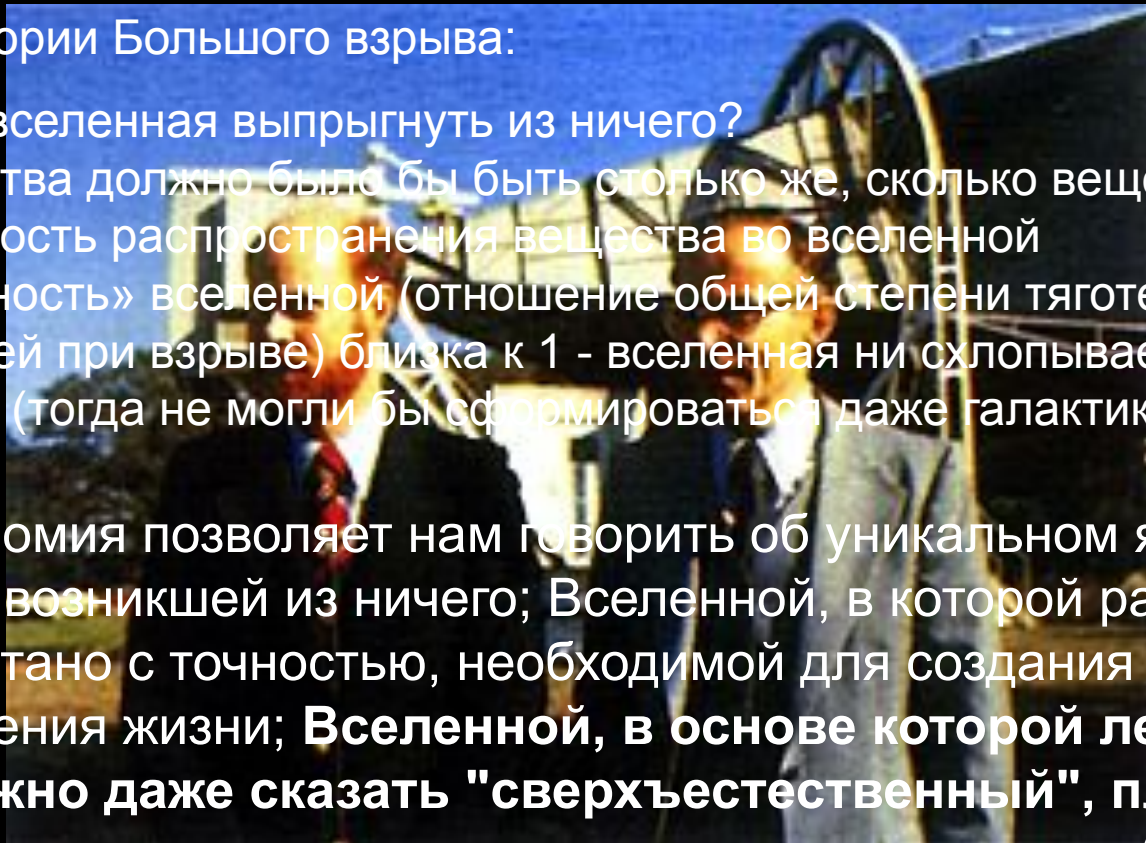 ории Большого взрыва:
вселенная выпрыгнуть из ничего?
тва должно было бы быть столько же, сколько веще
ость распространения вещества во вселенной
ность» вселенной (отношение общей степени тяготе
ей при взрыве) близка к 1 - вселенная ни схлопывае
(тогда не могли бы сформироваться даже галактик
омия позволяет нам говорить об уникальном я
возникшей из ничего; Вселенной, в которой ра
тано с точностью, необходимой для создания
ения жизни; Вселенной, в основе которой ле
жно даже сказать "сверхъестественный", пл